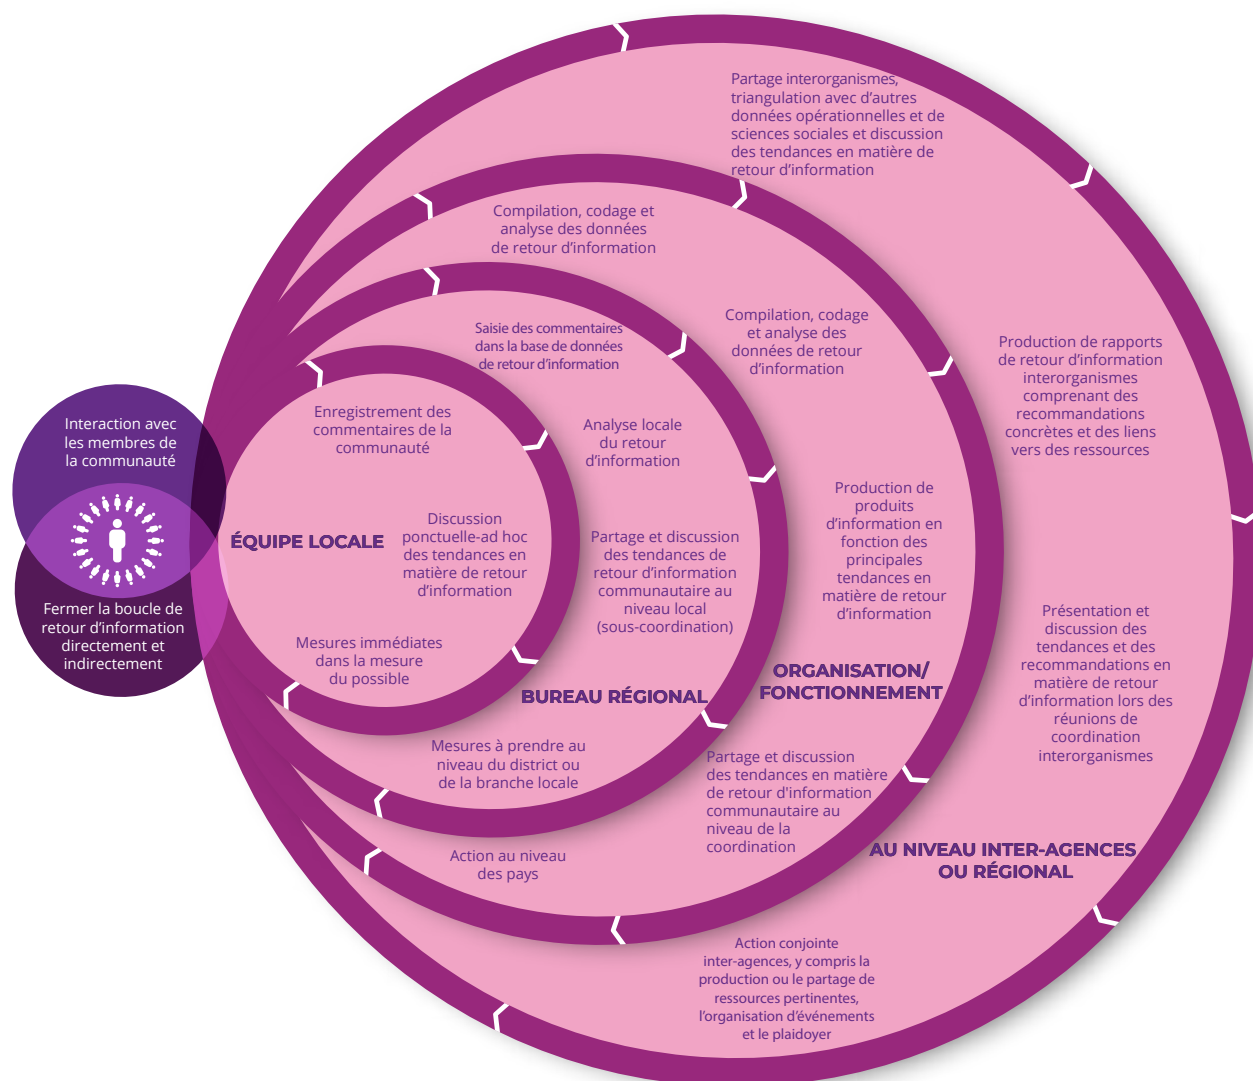 Interaction avec
les membres de
la communauté
Fermer la boucle de
retour d'information
directement et
indirectement
ÉQUIPE LOCALE
Enregistrement des
commentaires de la
communauté
Discussion
ponctuelle-ad hoc
des tendances en
matière de retour
d'information
Mesures immédiates
dans la mesure
du possible
BUREAU RÉGIONAL
Saisie des commentaires
dans la base de données
de retour d'information
Analyse locale
du retour
d'information
Partage et discussion
des tendances de
retour d'information
communautaire au
niveau local
(sous-coordination)
Mesures à prendre au
niveau du district ou
de la branche locale
ORGANISATION/
FONCTIONNEMENT
Compilation, codage et
analyse des données
de retour d'information
Compilation, codage
et analyse des
données de retour
d'information
Production de
produits
d'information en
fonction des
principales
tendances en
matière de retour
d'information
Partage et discussion
des tendances en matière
de retour d'information
communautaire au
niveau de la
coordination
Action au niveau
des pays
AU NIVEAU INTER-AGENCES
OU RÉGIONAL
Partage interorganismes,
triangulation avec d'autres
données opérationnelles et de
sciences sociales et discussion
des tendances en matière de
retour d'information
Production de rapports
de retour d'information
interorganismes
comprenant des
recommandations
concrètes et des liens
vers des ressources
Présentation et
discussion des
tendances et des
recommandations en
matière de retour
d'information lors des
réunions de
coordination
interorganismes
Action conjointe
inter-agences, y compris la
production ou le partage de
ressources pertinentes,
l'organisation d'événements
et le plaidoyer